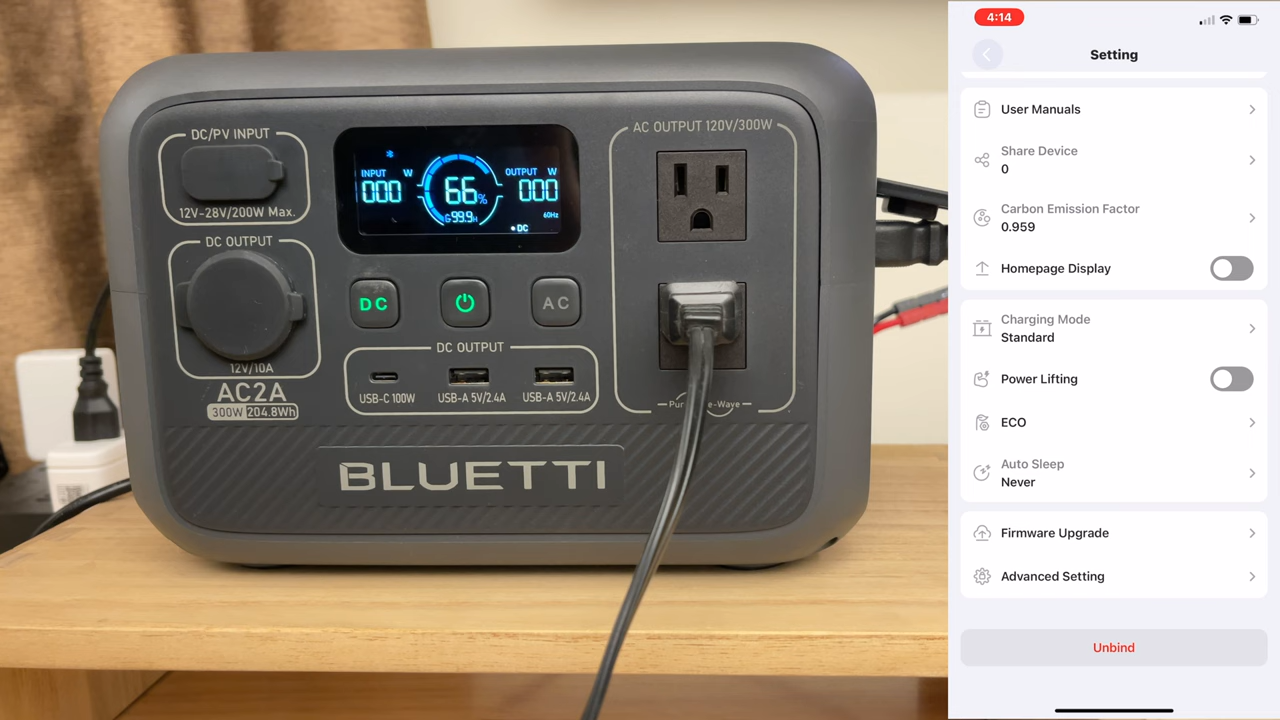 DC/PV INPUT
12V-28V/200W Max.
DC OUTPUT
12V/10A
AC2A
300W 204.8Wh
INPUT W
000
66%
99.9H
OUTPUT W
000
60Hz
DC
DC
AC
DC OUTPUT
USB-C 100W
USB-A 5V/2.4A
USB-A 5V/2.4A
AC OUTPUT 120V/300W
BLUETTI
4:14
Setting
User Manuals
Share Device
0
Carbon Emission Factor
0.959
Homepage Display
Charging Mode
Standard
Power Lifting
ECO
Auto Sleep
Never
Firmware Upgrade
Advanced Setting
Unbind